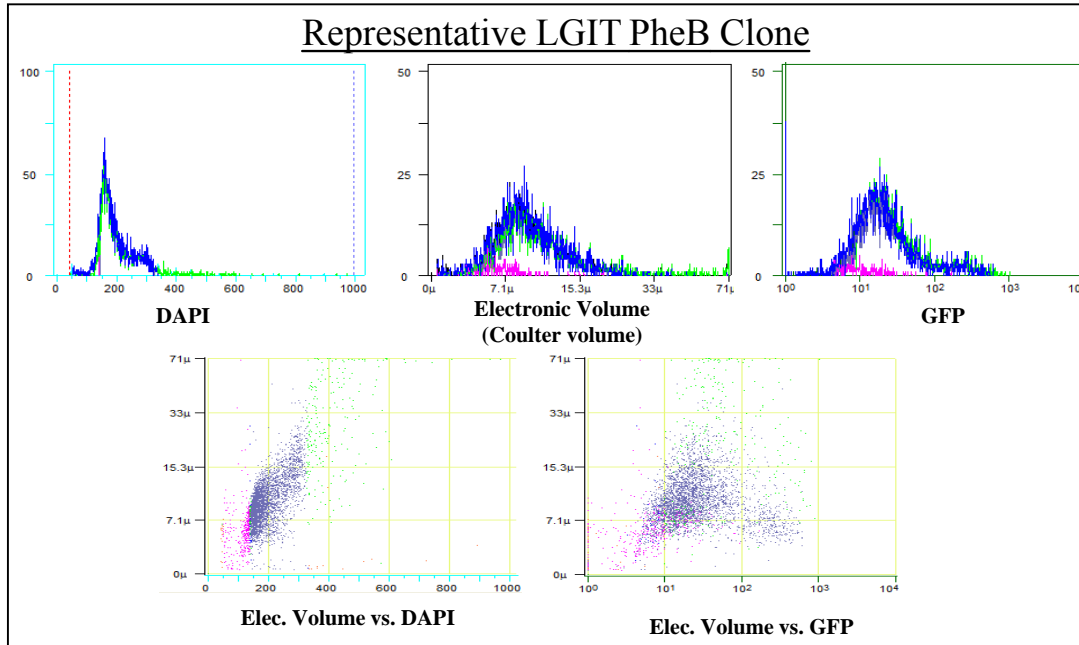 Representative LGIT PheB Clone
100
50
0
0 200 400 600 800 1000
DAPI
50
25
0
0µ 7.1µ 15.3µ 33µ 71µ
Electronic Volume
(Coulter volume)
50
25
0
10⁰ 10¹ 10² 10³
GFP
71µ
33µ
15.3µ
7.1µ
0µ
200 400 600 800 1000
Elec. Volume vs. DAPI
71µ
33µ
15.3µ
7.1µ
0µ
10⁰ 10¹ 10² 10³ 10⁴
Elec. Volume vs. GFP